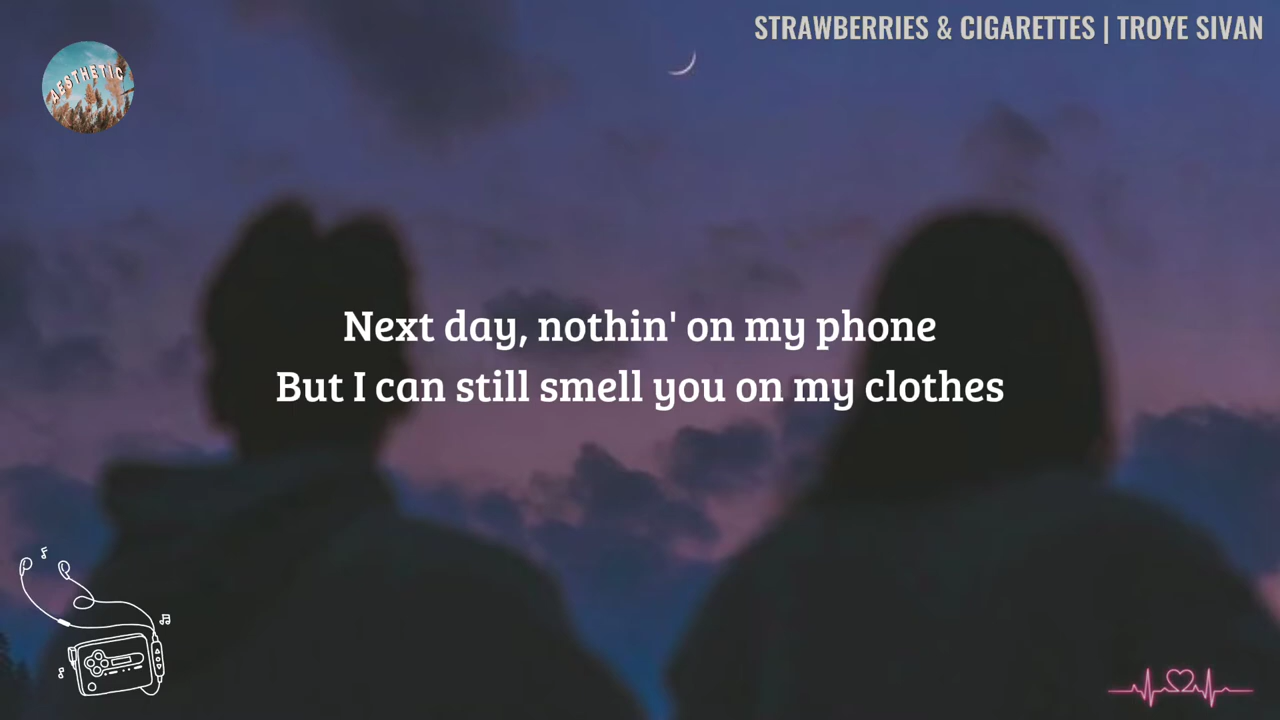 STRAWBERRIES & CIGARETTES | TROYE SIVAN
AESTHETIC
Next day, nothin' on my phone
But I can still smell you on my clothes